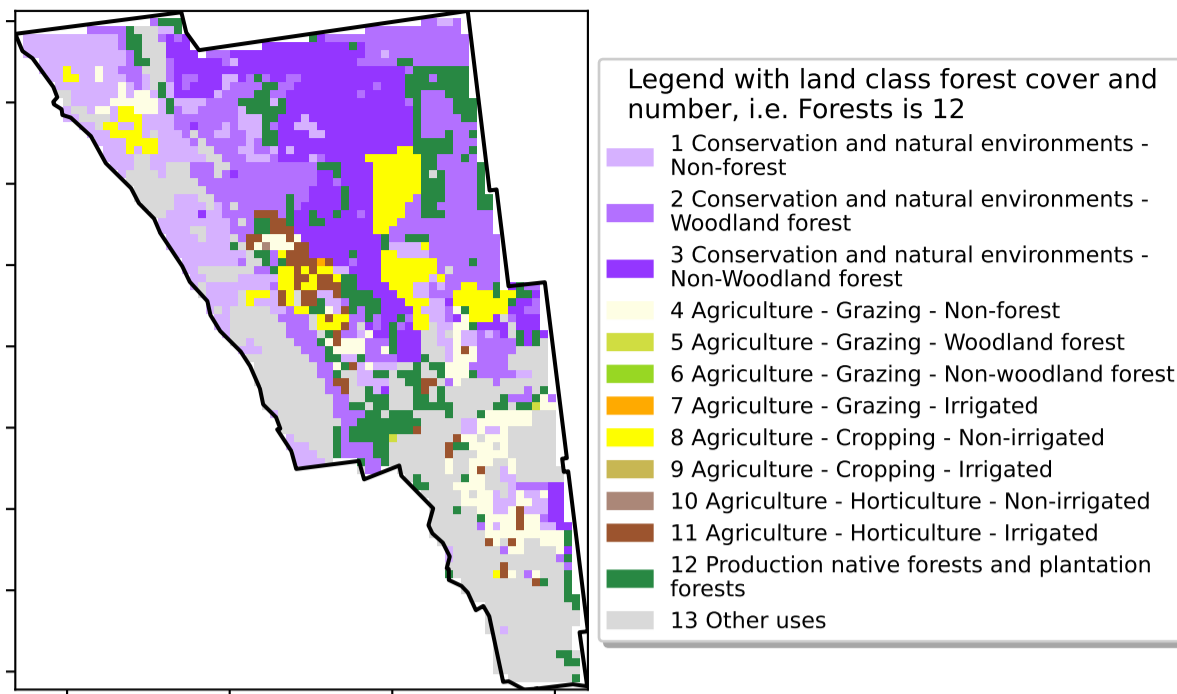 Legend with land class forest cover and
number, i.e. Forests is 12
1 Conservation and natural environments -
Non-forest
2 Conservation and natural environments -
Woodland forest
3 Conservation and natural environments -
Non-Woodland forest
4 Agriculture - Grazing - Non-forest
5 Agriculture - Grazing - Woodland forest
6 Agriculture - Grazing - Non-woodland forest
7 Agriculture - Grazing - Irrigated
8 Agriculture - Cropping - Non-irrigated
9 Agriculture - Cropping - Irrigated
10 Agriculture - Horticulture - Non-irrigated
11 Agriculture - Horticulture - Irrigated
12 Production native forests and plantation
forests
13 Other uses